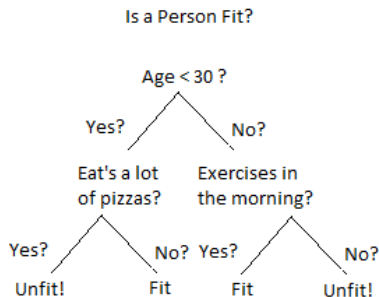 Is a Person Fit?
Age < 30 ?
Yes?
No?
Eat's a lot
of pizzas?
Exercises in
the morning?
Yes?
No?
Yes?
No?
Unfit!
Fit
Fit
Unfit!